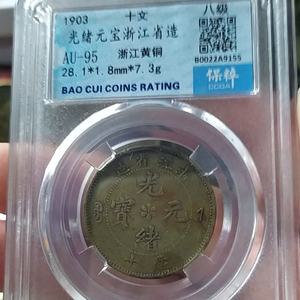 1903 十文 八级
光绪元宝浙江省造
AU-95 浙江黄铜
28.1*1.8mm*7.3g
B0022A9155
保粹
CCGA
BAO CUI COINS RATING
光
寶 元
緒